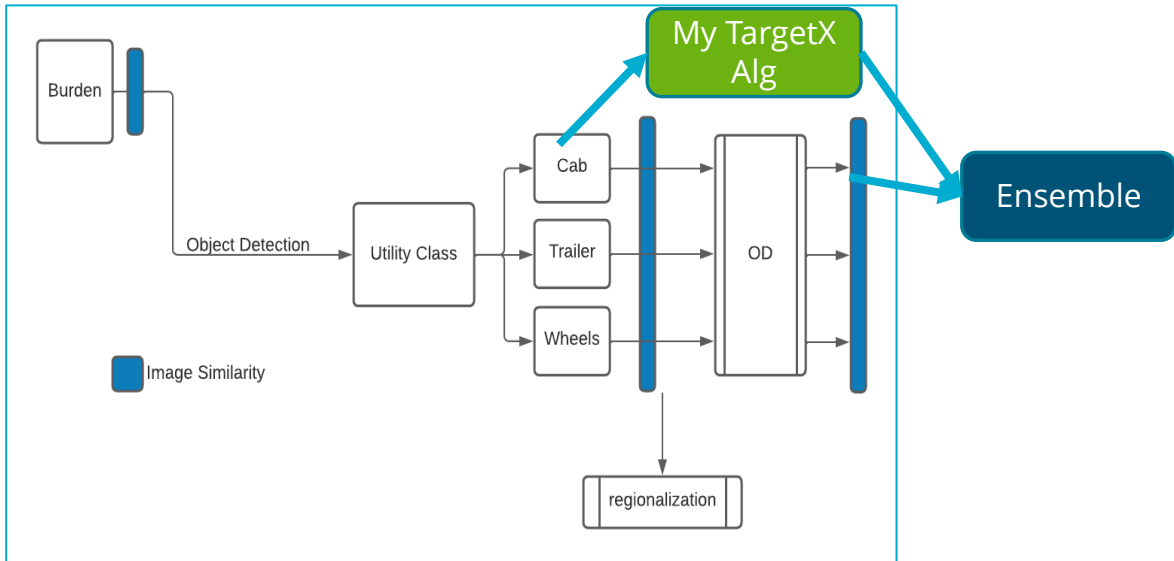 My TargetX
Alg
Burden
Cab
Ensemble
Object Detection
Utility Class
Trailer
OD
Wheels
Image Similarity
regionalization